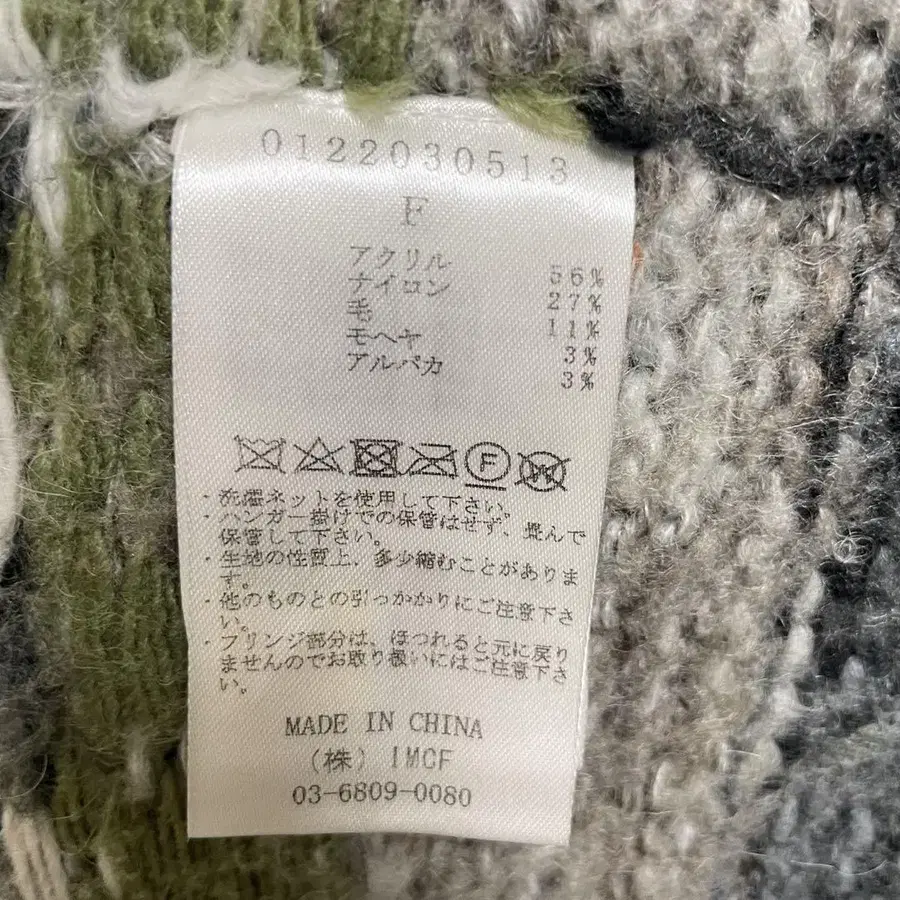 0122030513
F
アクリル 56%
ナイロン 27%
毛 11%
モヘヤ 3%
アルパカ 3%
F
W
・洗濯ネットを使用して下さい。
・ハンガー掛けでの保管はせず、畳んで
保管して下さい。
・生地の性質上、多少縮むことがありま
す。
・他のものとの引っかかりにご注意下さ
い。
・フリンジ部分は、ほつれると元に戻り
ませんのでお取り扱いにはご注意下さ
い。
MADE IN CHINA
(株) IMCF
03-6809-0080